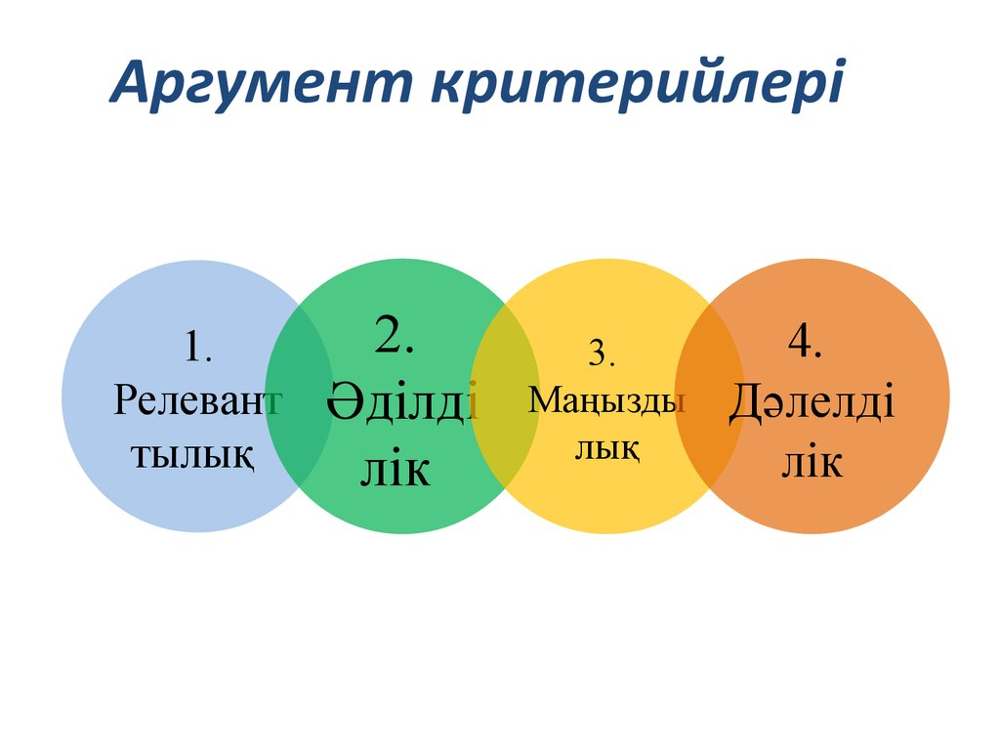 Аргумент критерийлері
1.
Релевант
тылық
2.
Әділді
лік
3.
Маңызды
лық
4.
Дәлелді
лік